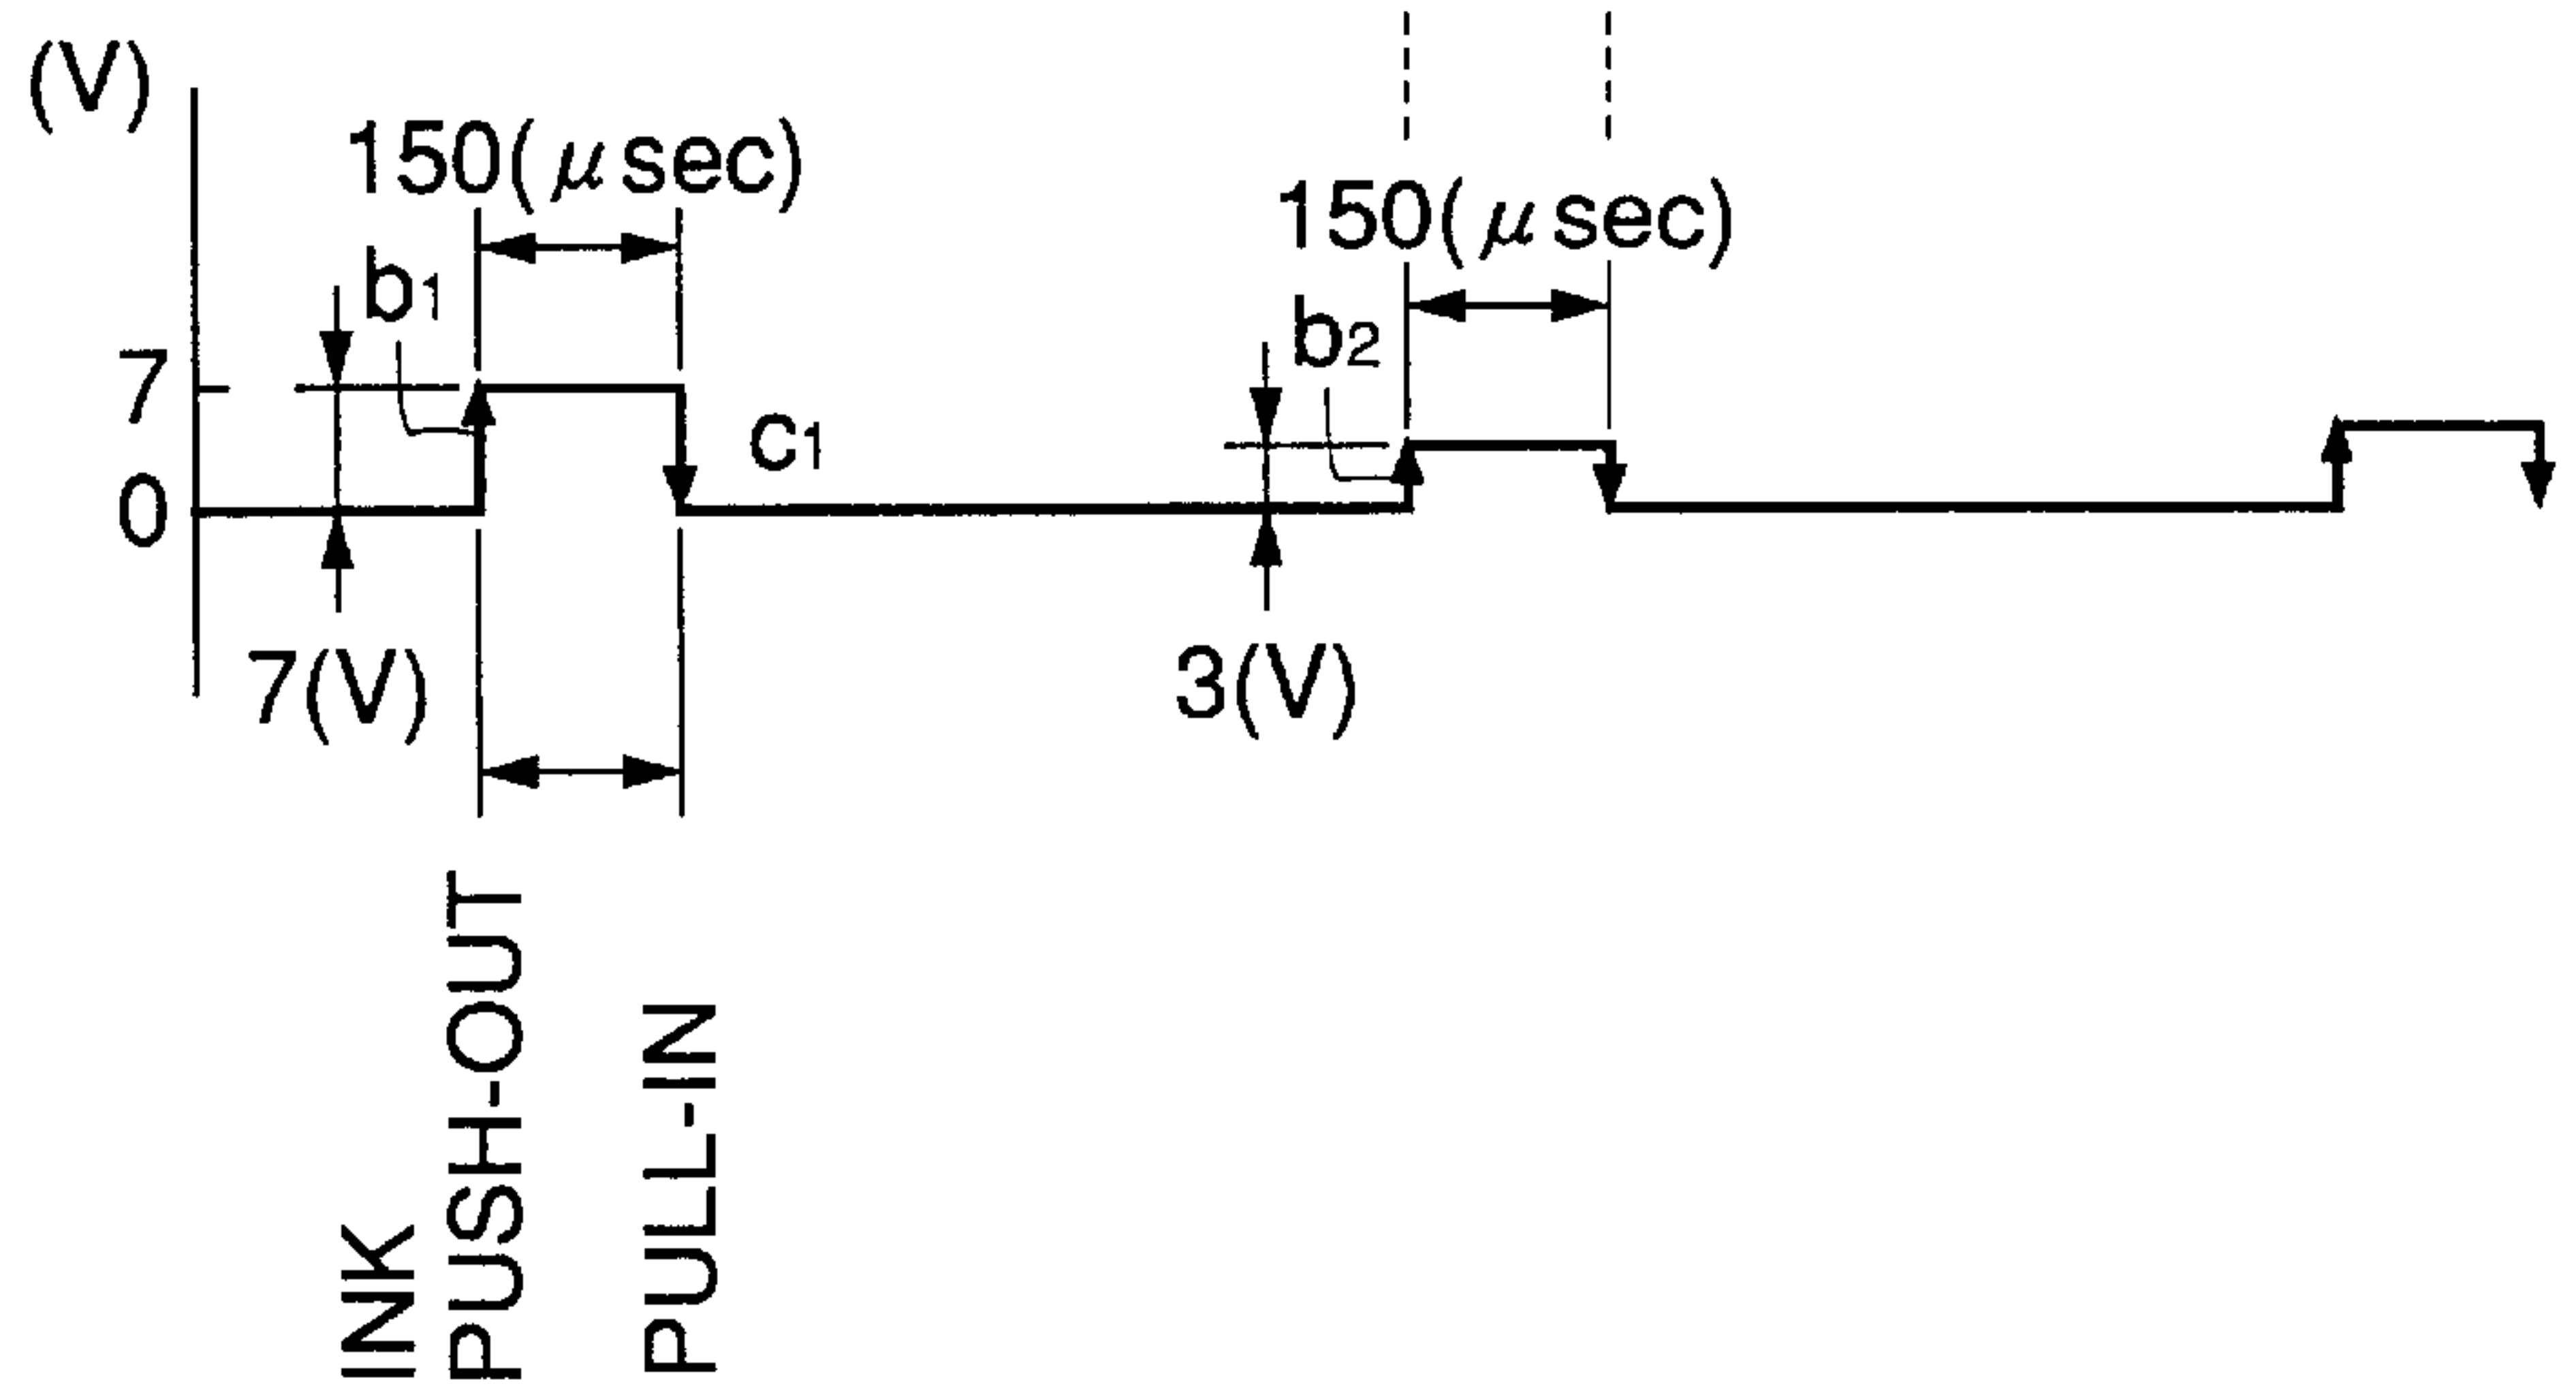 (V)
150(μsec)
150(μsec)
b1
b2
7
c1
0
7(V)
3(V)
INK
PUSH-OUT
PULL-IN